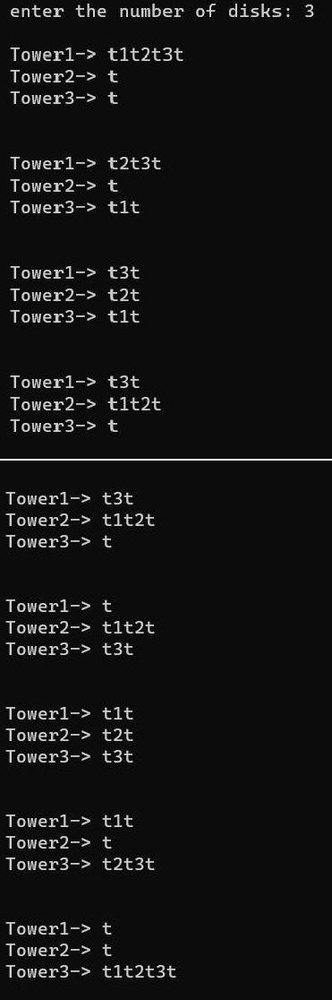 enter the number of disks: 3
Tower1-> t1t2t3t
Tower2-> t
Tower3-> t
Tower1-> t2t3t
Tower2-> t
Tower3-> t1t
Tower1-> t3t
Tower2-> t2t
Tower3-> t1t
Tower1-> t3t
Tower2-> t1t2t
Tower3-> t
Tower1-> t3t
Tower2-> t1t2t
Tower3-> t
Tower1-> t
Tower2-> t1t2t
Tower3-> t3t
Tower1-> t1t
Tower2-> t2t
Tower3-> t3t
Tower1-> t1t
Tower2-> t
Tower3-> t2t3t
Tower1-> t
Tower2-> t
Tower3-> t1t2t3t